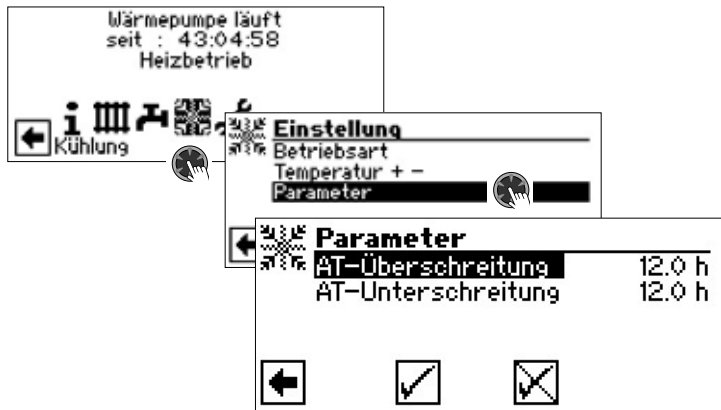 Wärmepumpe läuft
seit : 43:04:58
Heizbetrieb
Kühlung
Einstellung
Betriebsart
Temperatur + -
Parameter
Parameter
AT-Überschreitung 12.0 h
AT-Unterschreitung 12.0 h